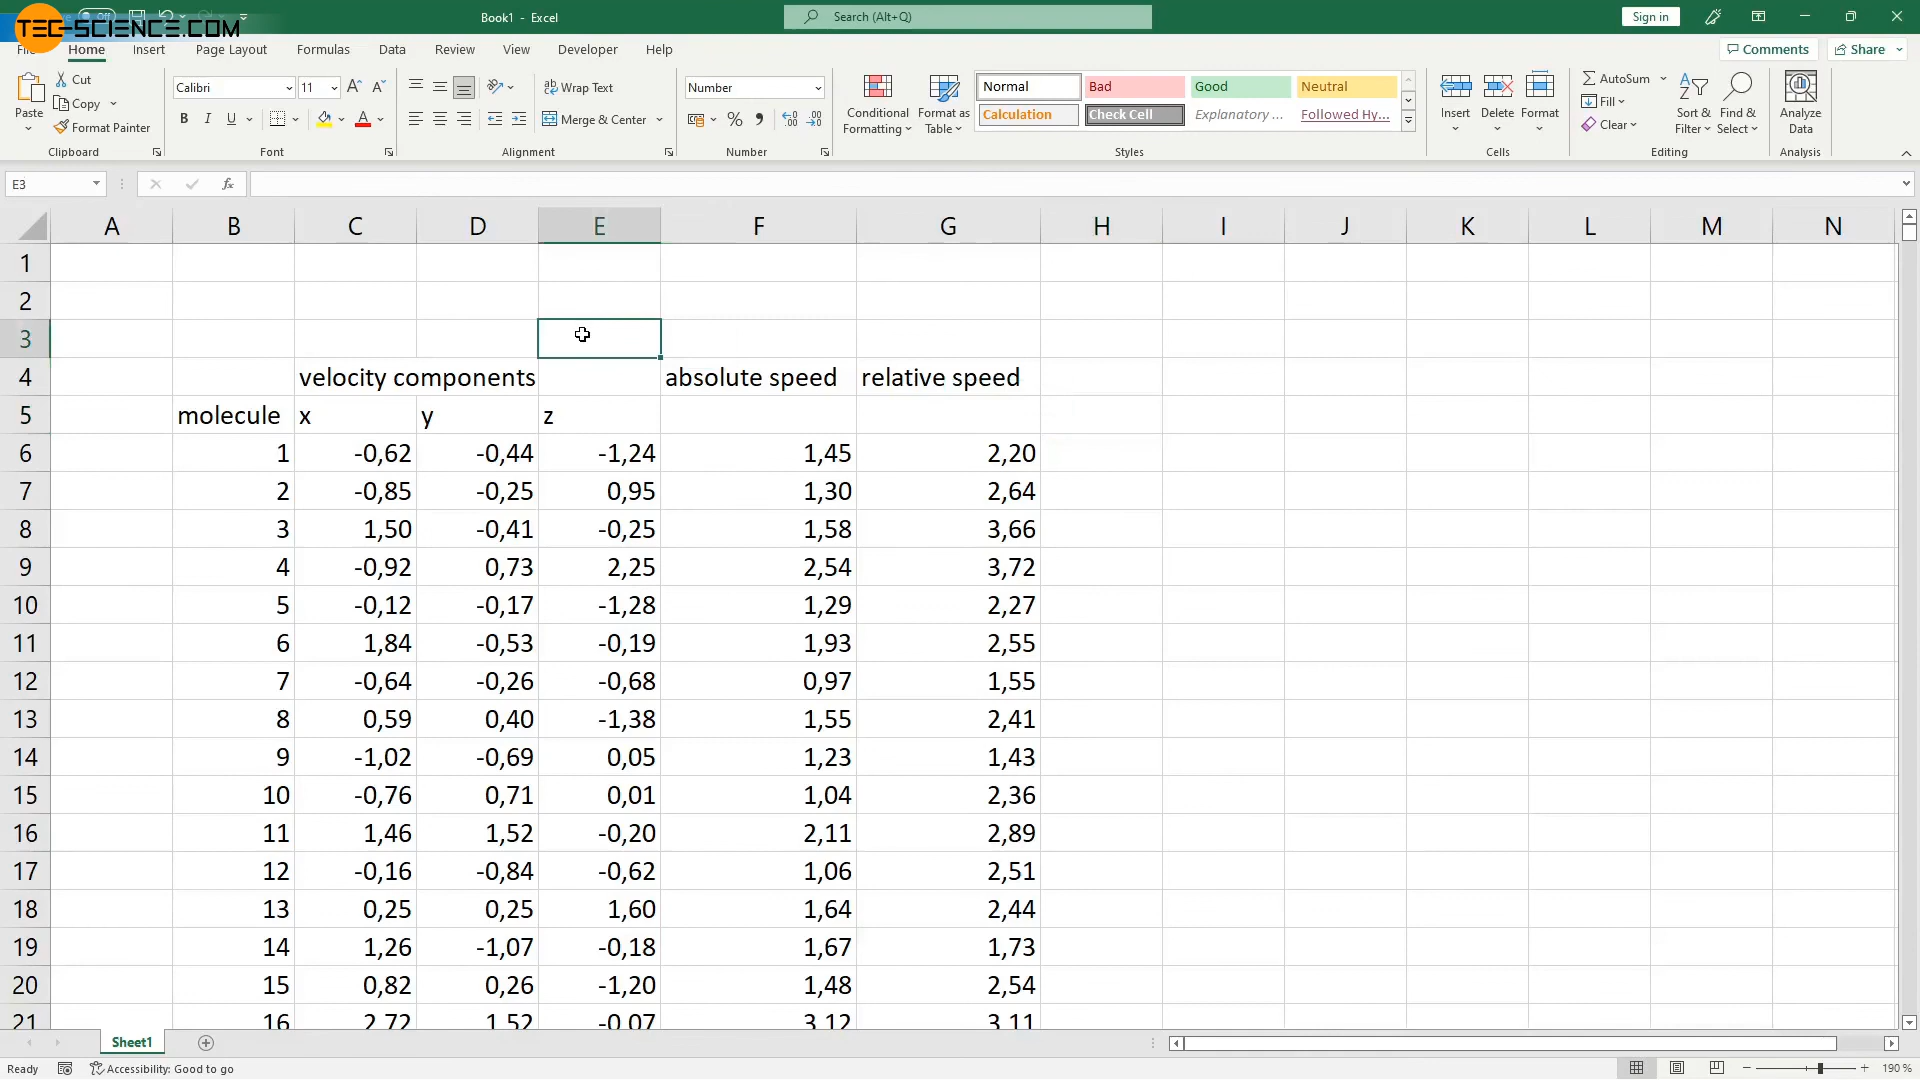 TEC-SCIENCE.COM
Book1 - Excel
Search (Alt+Q)
Sign in
Home Insert Page Layout Formulas Data Review View Developer Help
Comments Share
Paste
Cut
Copy
Format Painter
Clipboard
Calibri 11
B I U
Font
Wrap Text
Merge & Center
Alignment
Number
Number
Conditional Formatting
Format as Table
Normal Bad Good Neutral
Calculation Check Cell Explanatory ... Followed Hy...
Styles
Insert Delete Format
Cells
AutoSum
Fill
Clear
Sort & Filter
Find & Select
Editing
Analyze Data
Analysis
E3
fx
A B C D E F G H I J K L M N
1
2
3
4 velocity components absolute speed relative speed
5 molecule x y z
6 1 -0,62 -0,44 -1,24 1,45 2,20
7 2 -0,85 -0,25 0,95 1,30 2,64
8 3 1,50 -0,41 -0,25 1,58 3,66
9 4 -0,92 0,73 2,25 2,54 3,72
10 5 -0,12 -0,17 -1,28 1,29 2,27
11 6 1,84 -0,53 -0,19 1,93 2,55
12 7 -0,64 -0,26 -0,68 0,97 1,55
13 8 0,59 0,40 -1,38 1,55 2,41
14 9 -1,02 -0,69 0,05 1,23 1,43
15 10 -0,76 0,71 0,01 1,04 2,36
16 11 1,46 1,52 -0,20 2,11 2,89
17 12 -0,16 -0,84 -0,62 1,06 2,51
18 13 0,25 0,25 1,60 1,64 2,44
19 14 1,26 -1,07 -0,18 1,67 1,73
20 15 0,82 0,26 -1,20 1,48 2,54
21 16 2,72 1,52 -0,07 3,12 3,11
Sheet1
Ready Accessibility: Good to go
190 %